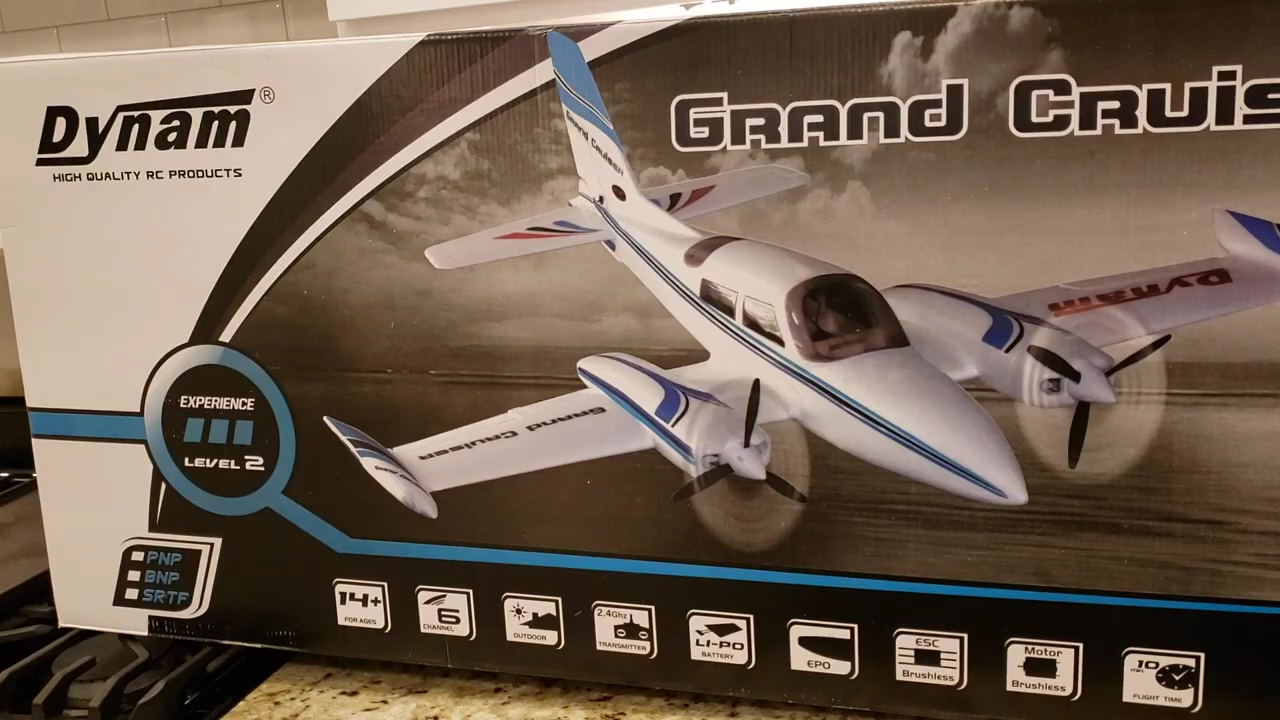 Dynam®
HIGH QUALITY RC PRODUCTS
Grand Cruis
Grand Cruiser
Dynam
Grand Cruiser
EXPERIENCE
LEVEL 2
PNP
BNP
SRTF
14+
FOR AGES
6
CHANNEL
OUTDOOR
2.4Ghz
TRANSMITTER
LI-PO
BATTERY
EPO
ESC
Brushless
Motor
Brushless
10
FLIGHT TIME